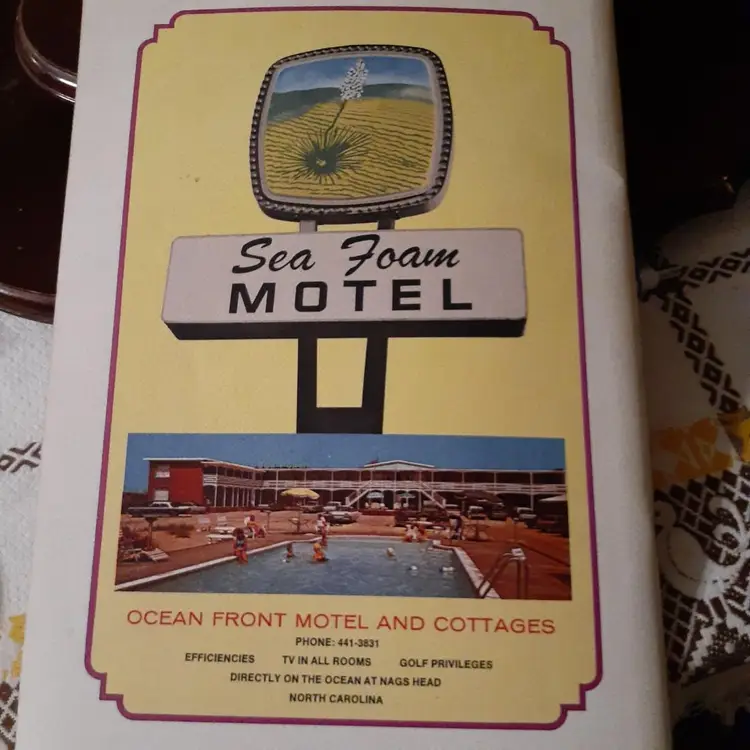 Sea Foam
MOTEL
OCEAN FRONT MOTEL AND COTTAGES
PHONE: 441-3831
EFFICIENCIES TV IN ALL ROOMS GOLF PRIVILEGES
DIRECTLY ON THE OCEAN AT NAGS HEAD
NORTH CAROLINA